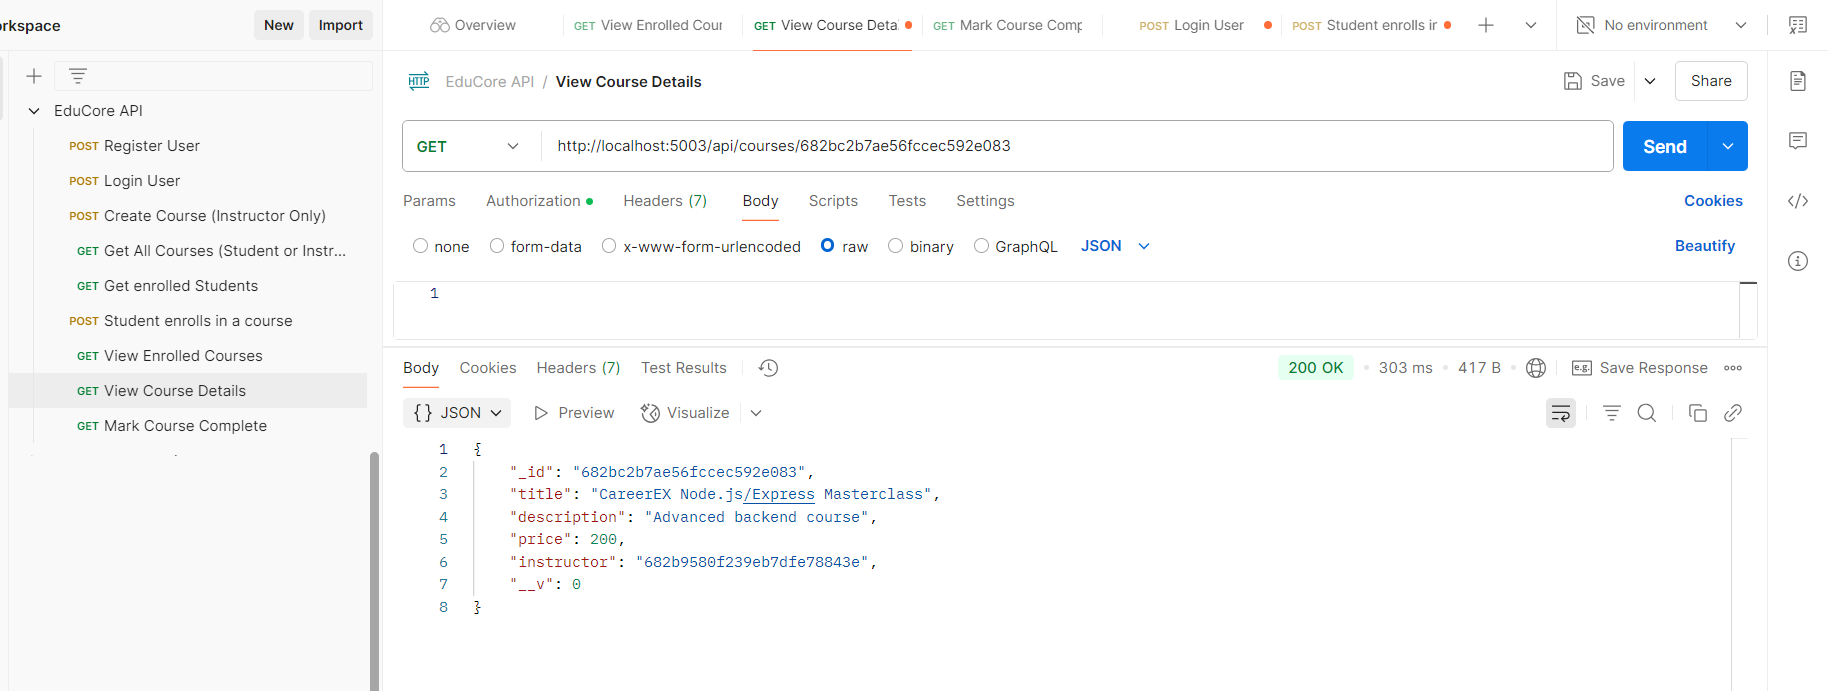 orkspace
New Import
Overview
GET View Enrolled Cour
GET View Course Deta
GET Mark Course Comp
POST Login User
POST Student enrolls ir
No environment
EduCore API
POST Register User
POST Login User
POST Create Course (Instructor Only)
GET Get All Courses (Student or Instr...
GET Get enrolled Students
POST Student enrolls in a course
GET View Enrolled Courses
GET View Course Details
GET Mark Course Complete
HTTP EduCore API / View Course Details
Save Share
GET http://localhost:5003/api/courses/682bc2b7ae56fccec592e083
Send
Params Authorization Headers (7) Body Scripts Tests Settings Cookies
none form-data x-www-form-urlencoded raw binary GraphQL JSON Beautify
1
Body Cookies Headers (7) Test Results
200 OK 303 ms 417 B e.g. Save Response
{} JSON Preview Visualize
1 {
2 "_id": "682bc2b7ae56fccec592e083",
3 "title": "CareerEX Node.js/Express Masterclass",
4 "description": "Advanced backend course",
5 "price": 200,
6 "instructor": "682b9580f239eb7dfe78843e",
7 "__v": 0
8 }